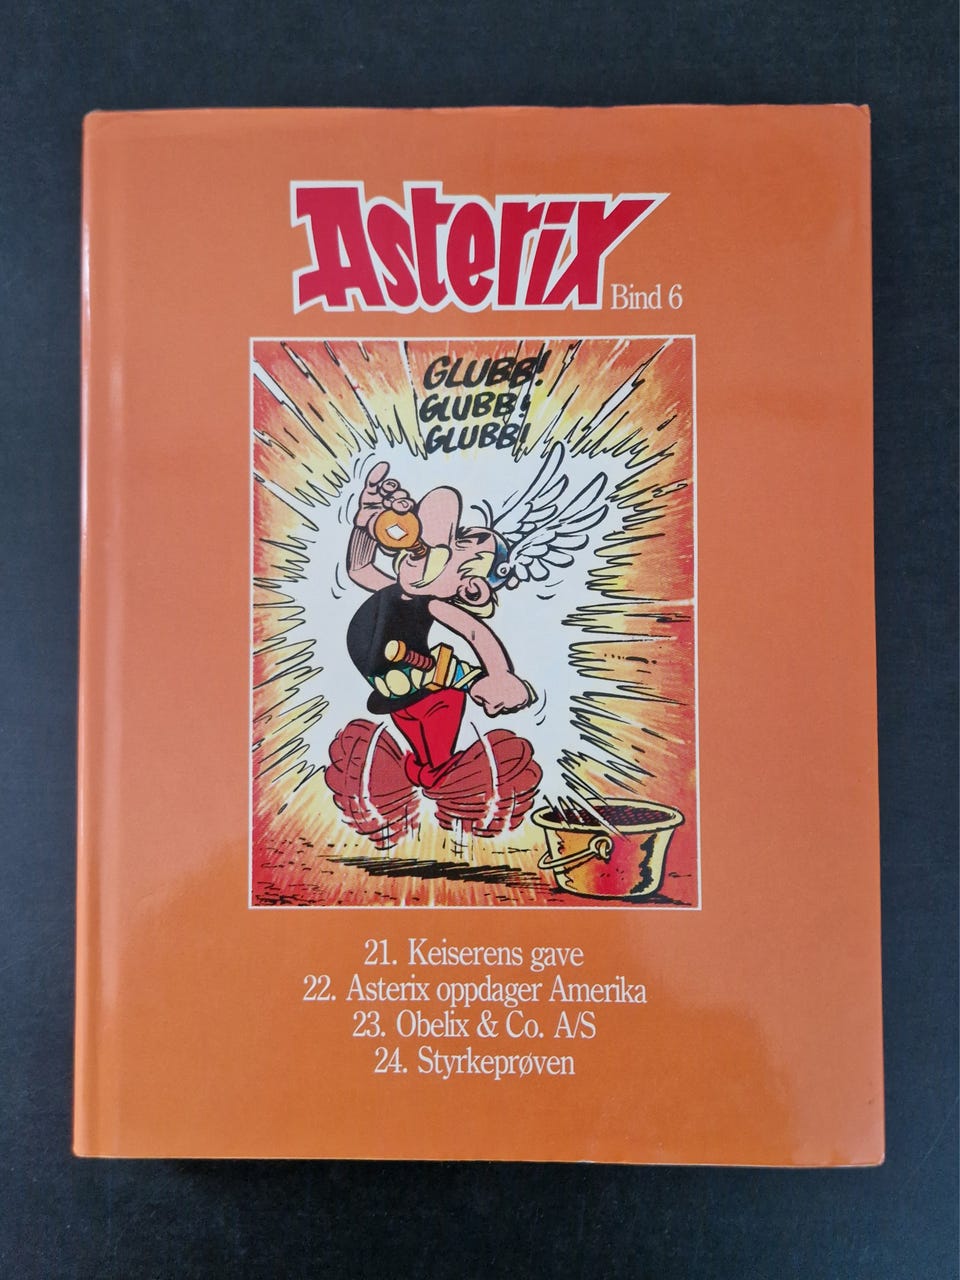 Asterix
Bind 6
GLUBB!
GLUBB!
GLUBB!
21. Keiserens gave
22. Asterix oppdager Amerika
23. Obelix & Co. A/S
24. Styrkeprøven